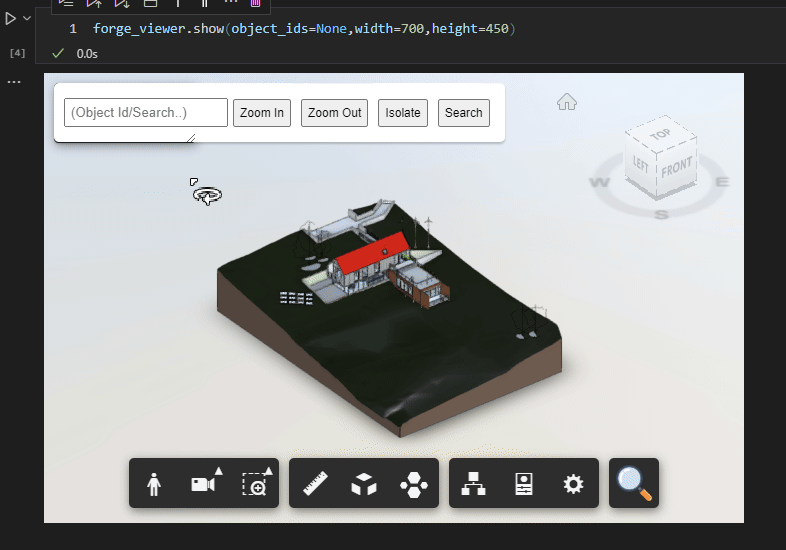 1 forge_viewer.show(object_ids=None,width=700,height=450)
[4]
0.0s
(Object Id/Search..) Zoom In Zoom Out Isolate Search
TOP
LEFT FRONT
W E
S